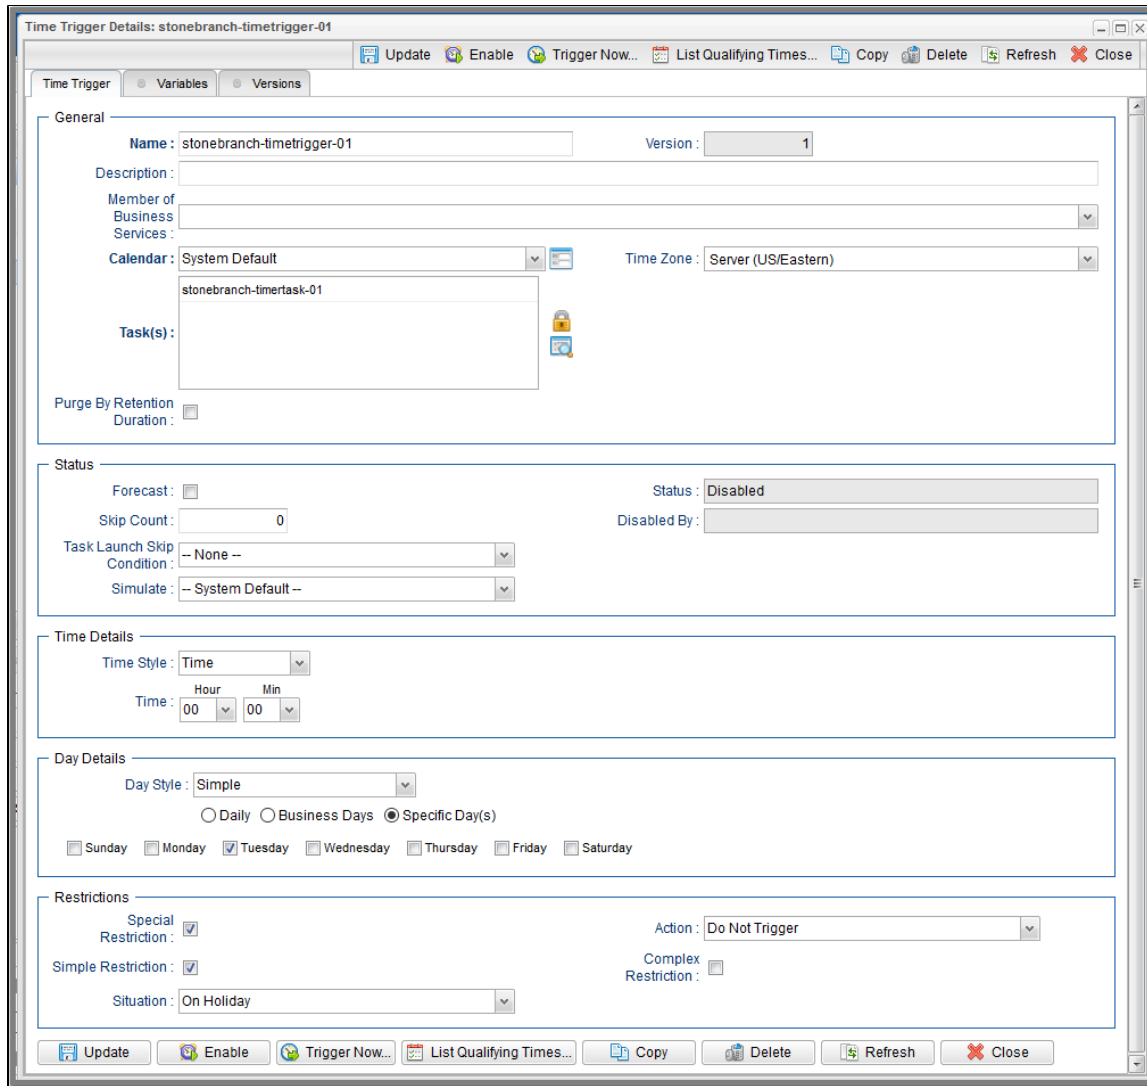 Time Trigger Details: stonebranch-timetrigger-01
Update Enable Trigger Now... List Qualifying Times... Copy Delete Refresh Close
Time Trigger Variables Versions
General
Name : stonebranch-timetrigger-01 Version : 1
Description :
Member of
Business
Services :
Calendar : System Default Time Zone : Server (US/Eastern)
stonebranch-timertask-01
Task(s) :
Purge By Retention
Duration :
Status
Forecast : Status : Disabled
Skip Count : 0 Disabled By :
Task Launch Skip
Condition : -- None --
Simulate : -- System Default --
Time Details
Time Style : Time
Hour Min
Time : 00 00
Day Details
Day Style : Simple
Daily Business Days Specific Day(s)
Sunday Monday Tuesday Wednesday Thursday Friday Saturday
Restrictions
Special
Restriction : Action : Do Not Trigger
Simple Restriction : Complex
Restriction :
Situation : On Holiday
Update Enable Trigger Now... List Qualifying Times... Copy Delete Refresh Close